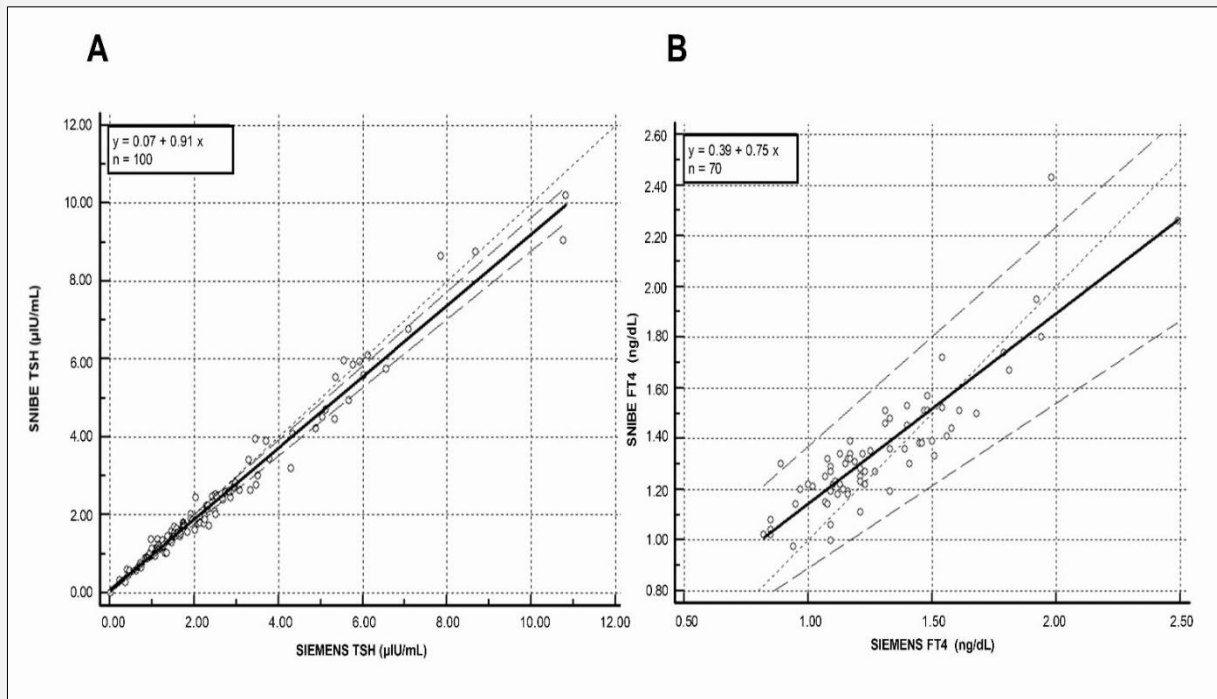 A
y = 0.07 + 0.91 x
n = 100
12.00
10.00
8.00
6.00
4.00
2.00
0.00
SNIBE TSH (µIU/mL)
0.00 2.00 4.00 6.00 8.00 10.00 12.00
SIEMENS TSH (µIU/mL)
B
y = 0.39 + 0.75 x
n = 70
2.60
2.40
2.20
2.00
1.80
1.60
1.40
1.20
1.00
0.80
SNIBE FT4 (ng/dL)
0.50 1.00 1.50 2.00 2.50
SIEMENS FT4 (ng/dL)